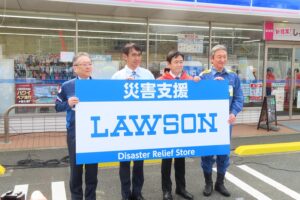 災害支援
LAWSON
Disaster Relief Store